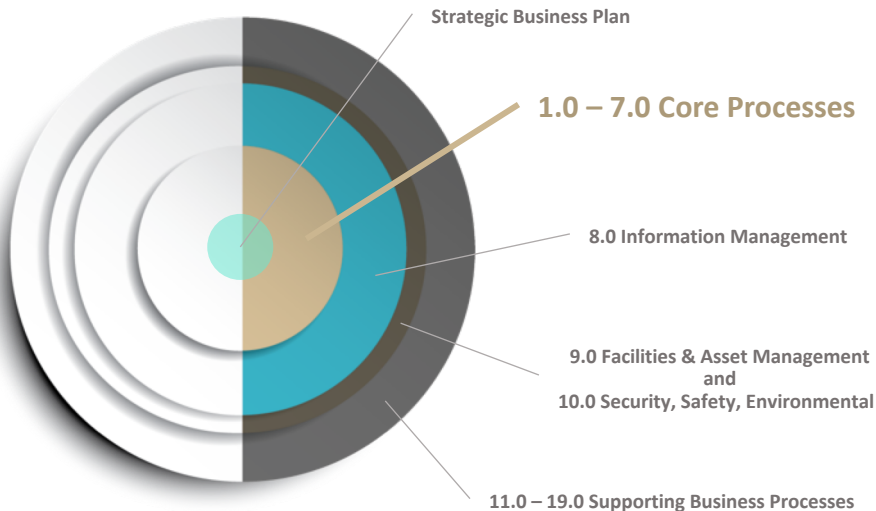 Strategic Business Plan
1.0 – 7.0 Core Processes
8.0 Information Management
9.0 Facilities & Asset Management
and
10.0 Security, Safety, Environmental
11.0 – 19.0 Supporting Business Processes